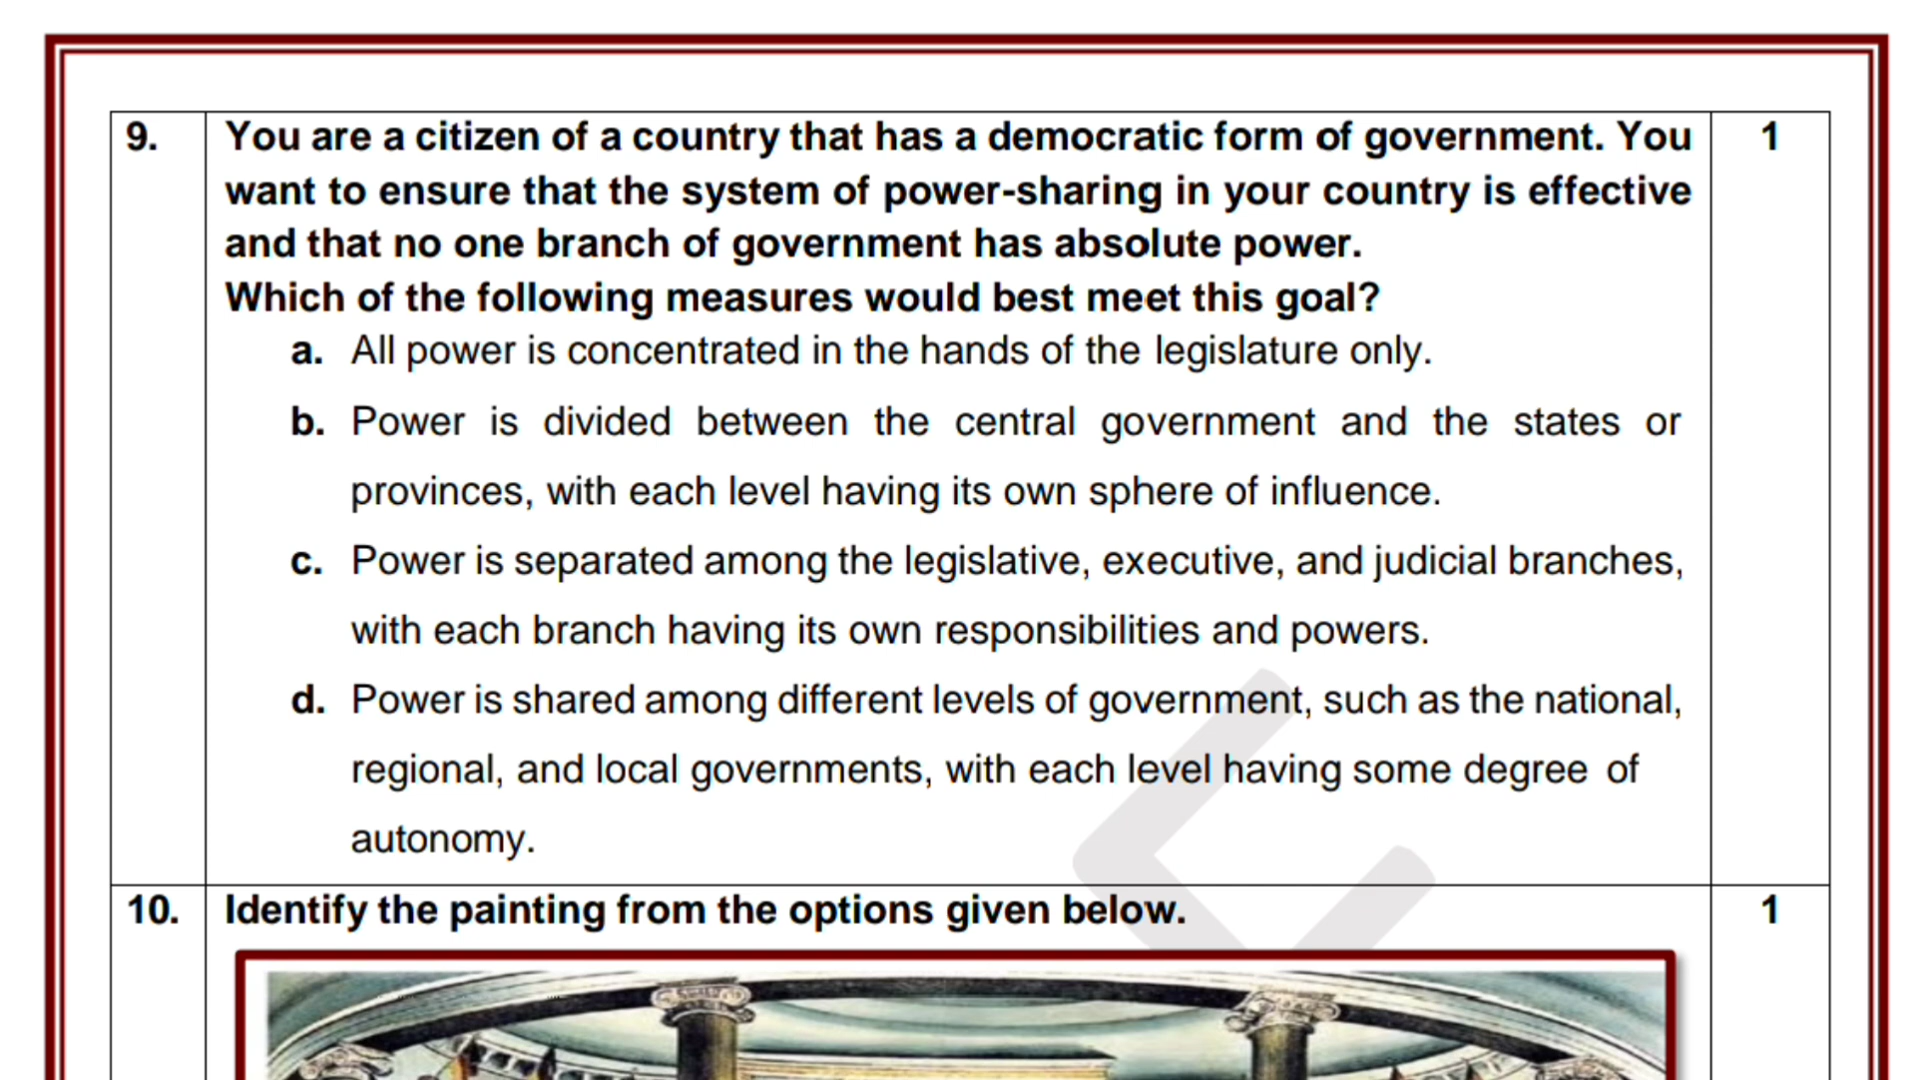 9. You are a citizen of a country that has a democratic form of government. You 1
want to ensure that the system of power-sharing in your country is effective
and that no one branch of government has absolute power.
Which of the following measures would best meet this goal?
a. All power is concentrated in the hands of the legislature only.
b. Power is divided between the central government and the states or
provinces, with each level having its own sphere of influence.
c. Power is separated among the legislative, executive, and judicial branches,
with each branch having its own responsibilities and powers.
d. Power is shared among different levels of government, such as the national,
regional, and local governments, with each level having some degree of
autonomy.
10. Identify the painting from the options given below. 1